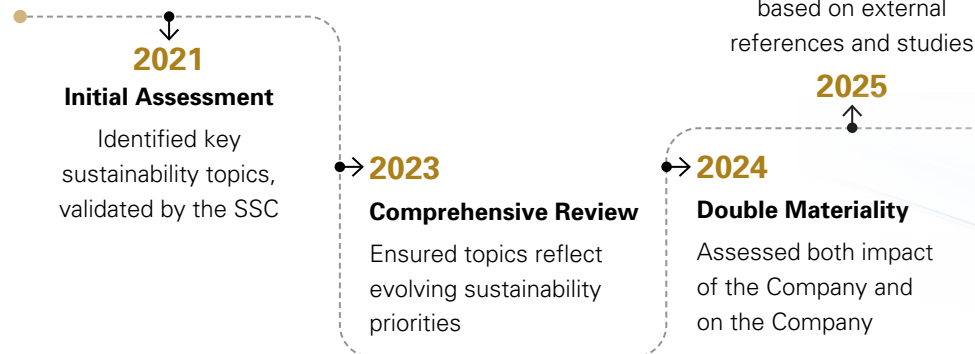 2021
Initial Assessment
Identified key
sustainability topics,
validated by the SSC
2023
Comprehensive Review
Ensured topics reflect
evolving sustainability
priorities
2024
Double Materiality
Assessed both impact
of the Company and
on the Company
based on external
references and studies
2025